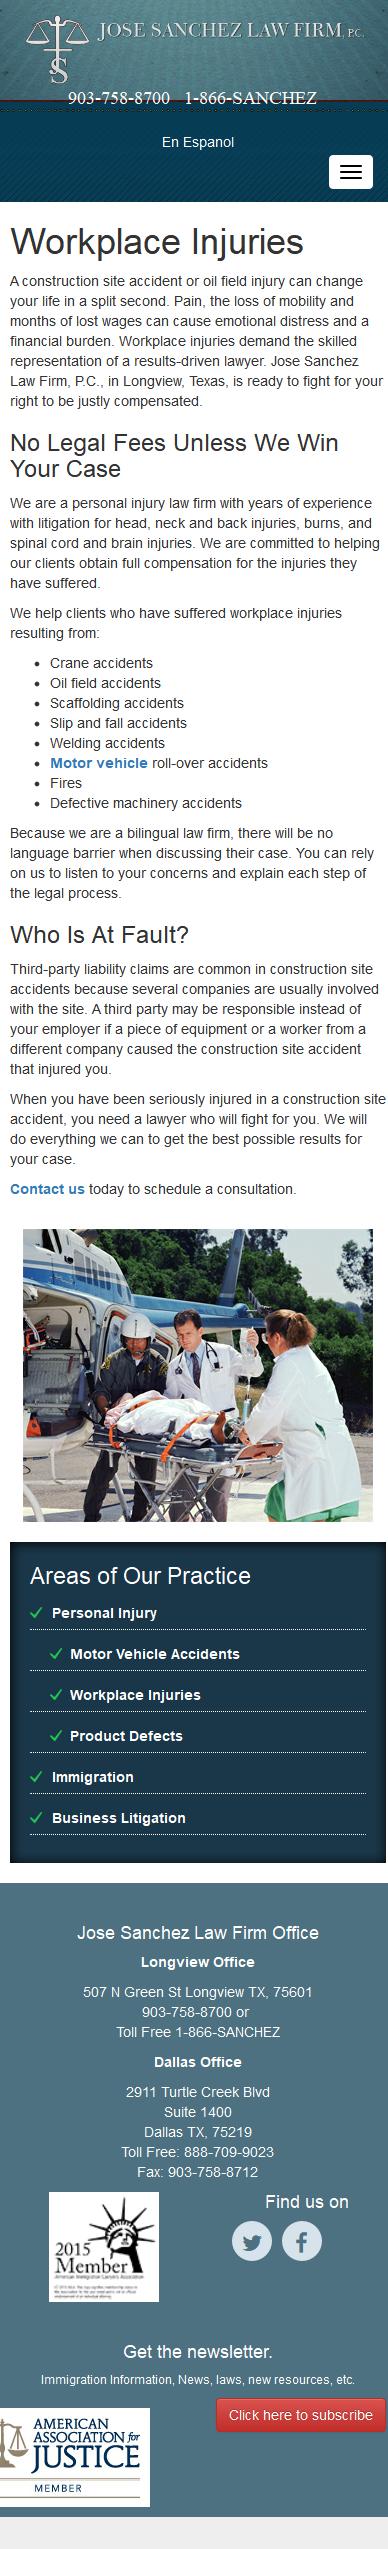 JOSE SANCHEZ LAW FIRM, P.C.
903-758-8700 1-866-SANCHEZ
En Espanol
Workplace Injuries
A construction site accident or oil field injury can change
your life in a split second. Pain, the loss of mobility and
months of lost wages can cause emotional distress and a
financial burden. Workplace injuries demand the skilled
representation of a results-driven lawyer. Jose Sanchez
Law Firm, P.C., in Longview, Texas, is ready to fight for your
right to be justly compensated.
No Legal Fees Unless We Win
Your Case
We are a personal injury law firm with years of experience
with litigation for head, neck and back injuries, burns, and
spinal cord and brain injuries. We are committed to helping
our clients obtain full compensation for the injuries they
have suffered.
We help clients who have suffered workplace injuries
resulting from:
• Crane accidents
• Oil field accidents
• Scaffolding accidents
• Slip and fall accidents
• Welding accidents
• Motor vehicle roll-over accidents
• Fires
• Defective machinery accidents
Because we are a bilingual law firm, there will be no
language barrier when discussing their case. You can rely
on us to listen to your concerns and explain each step of
the legal process.
Who Is At Fault?
Third-party liability claims are common in construction site
accidents because several companies are usually involved
with the site. A third party may be responsible instead of
your employer if a piece of equipment or a worker from a
different company caused the construction site accident
that injured you.
When you have been seriously injured in a construction site
accident, you need a lawyer who will fight for you. We will
do everything we can to get the best possible results for
your case.
Contact us today to schedule a consultation.
Areas of Our Practice
Personal Injury
Motor Vehicle Accidents
Workplace Injuries
Product Defects
Immigration
Business Litigation
Jose Sanchez Law Firm Office
Longview Office
507 N Green St Longview TX, 75601
903-758-8700 or
Toll Free 1-866-SANCHEZ
Dallas Office
2911 Turtle Creek Blvd
Suite 1400
Dallas TX, 75219
Toll Free: 888-709-9023
Fax: 903-758-8712
2015
Member
American Immigration Lawyers Association
Find us on
Get the newsletter.
Immigration Information, News, laws, new resources, etc.
Click here to subscribe
AMERICAN
ASSOCIATION for
JUSTICE
MEMBER